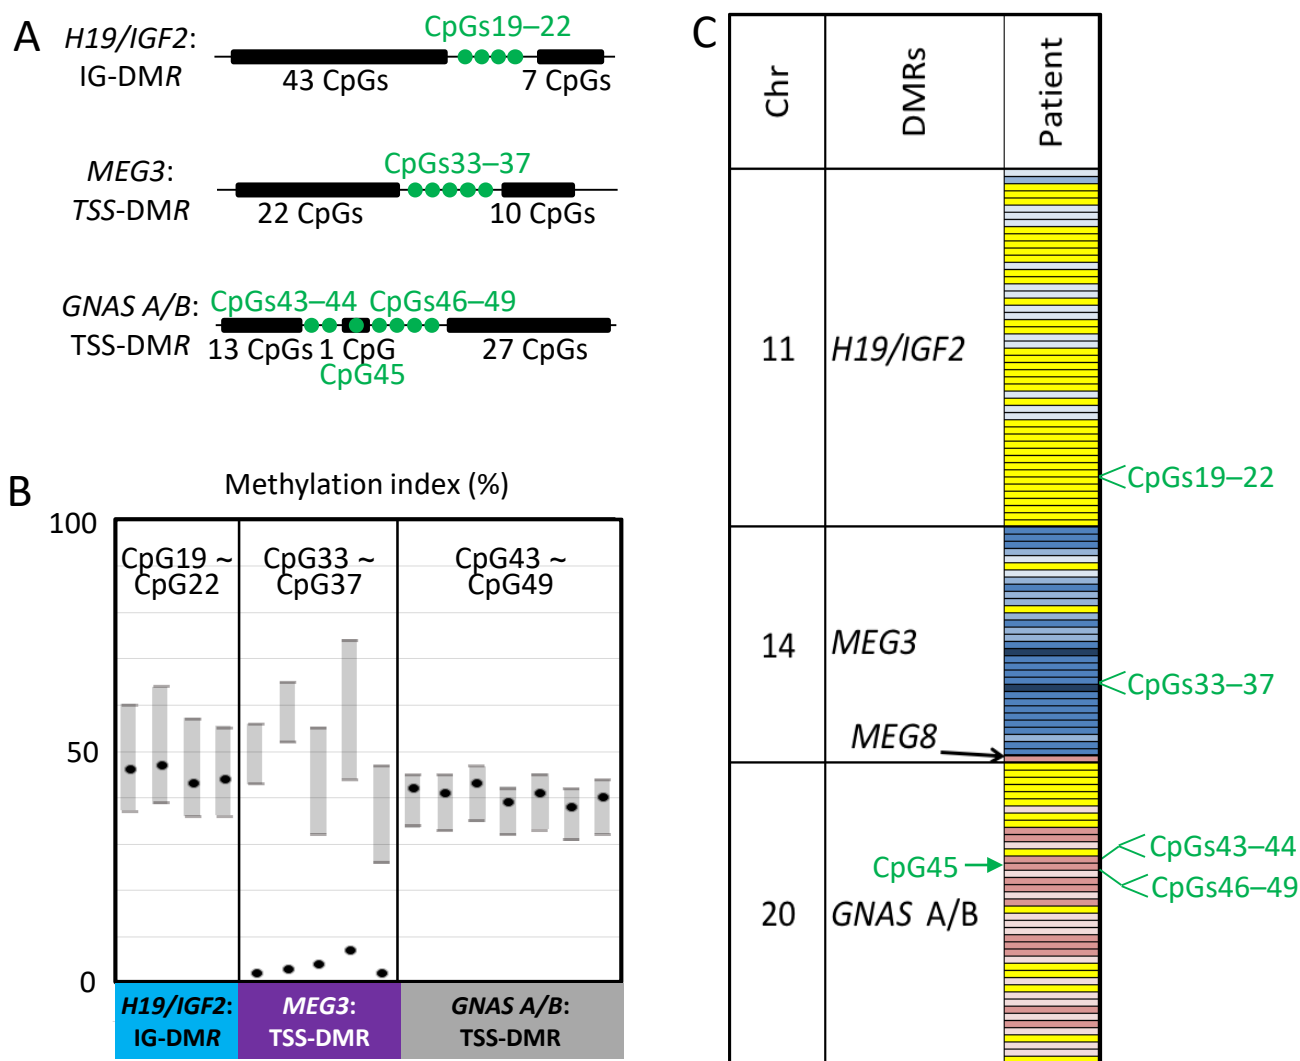 A
H19/IGF2:
IG-DMR
CpGs19–22
43 CpGs
7 CpGs
MEG3:
TSS-DMR
CpGs33–37
22 CpGs
10 CpGs
GNAS A/B:
TSS-DMR
CpGs43–44
CpGs46–49
13 CpGs
1 CpG
27 CpGs
CpG45
B
Methylation index (%)
100
50
0
CpG19 ~
CpG22
CpG33 ~
CpG37
CpG43 ~
CpG49
H19/IGF2:
IG-DMR
MEG3:
TSS-DMR
GNAS A/B:
TSS-DMR
C
Chr
DMRs
Patient
11
H19/IGF2
CpGs19–22
14
MEG3
CpGs33–37
MEG8
CpGs43–44
CpG45
CpGs46–49
20
GNAS A/B